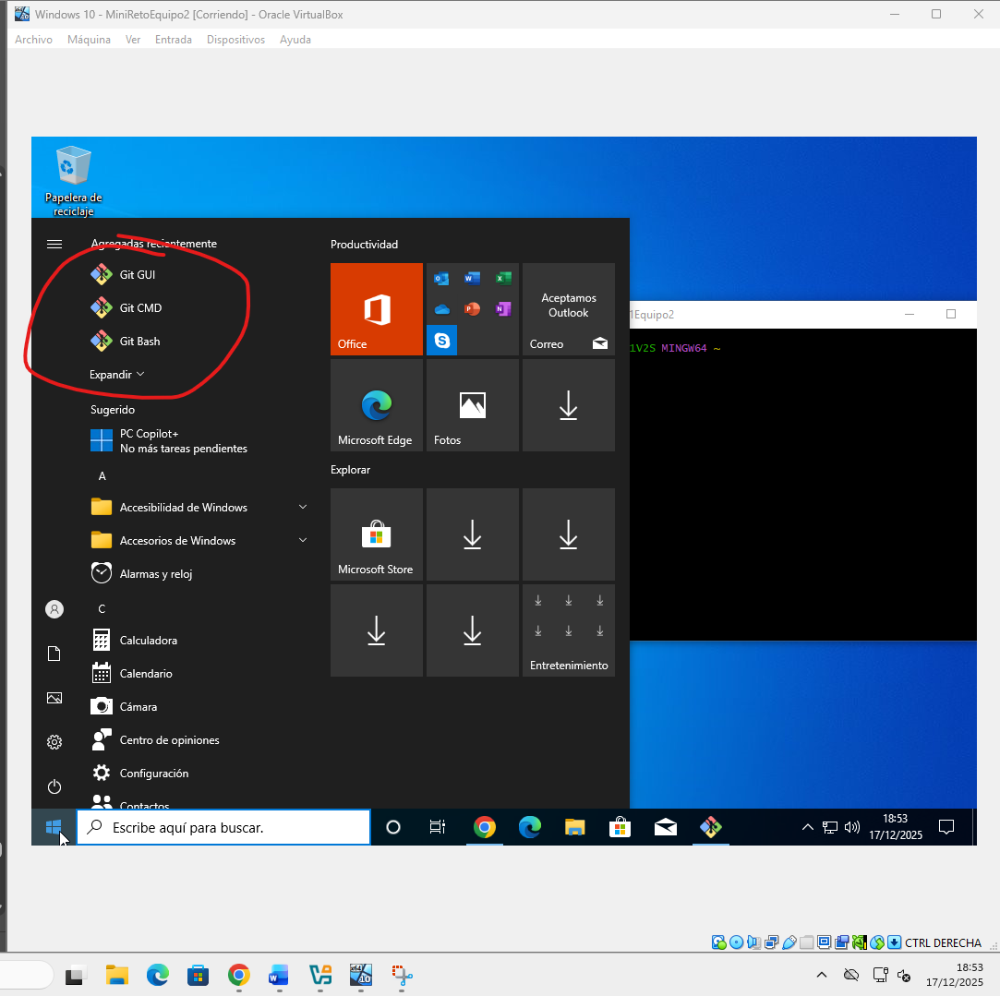 Windows 10 - MiniRetoEquipo2 [Corriendo] - Oracle VirtualBox
Archivo Máquina Ver Entrada Dispositivos Ayuda
Papelera de
reciclaje
Agregadas recientemente
Git GUI
Git CMD
Git Bash
Expandir
Sugerido
PC Copilot+
No más tareas pendientes
A
Accesibilidad de Windows
Accesorios de Windows
Alarmas y reloj
C
Calculadora
Calendario
Cámara
Centro de opiniones
Configuración
Contactos
Productividad
Office
Aceptamos
Outlook
Correo
Microsoft Edge
Fotos
Explorar
Microsoft Store
Entretenimiento
1Equipo2
1V2S MINGW64 ~
Escribe aquí para buscar.
18:53
17/12/2025
CTRL DERECHA
18:53
17/12/2025